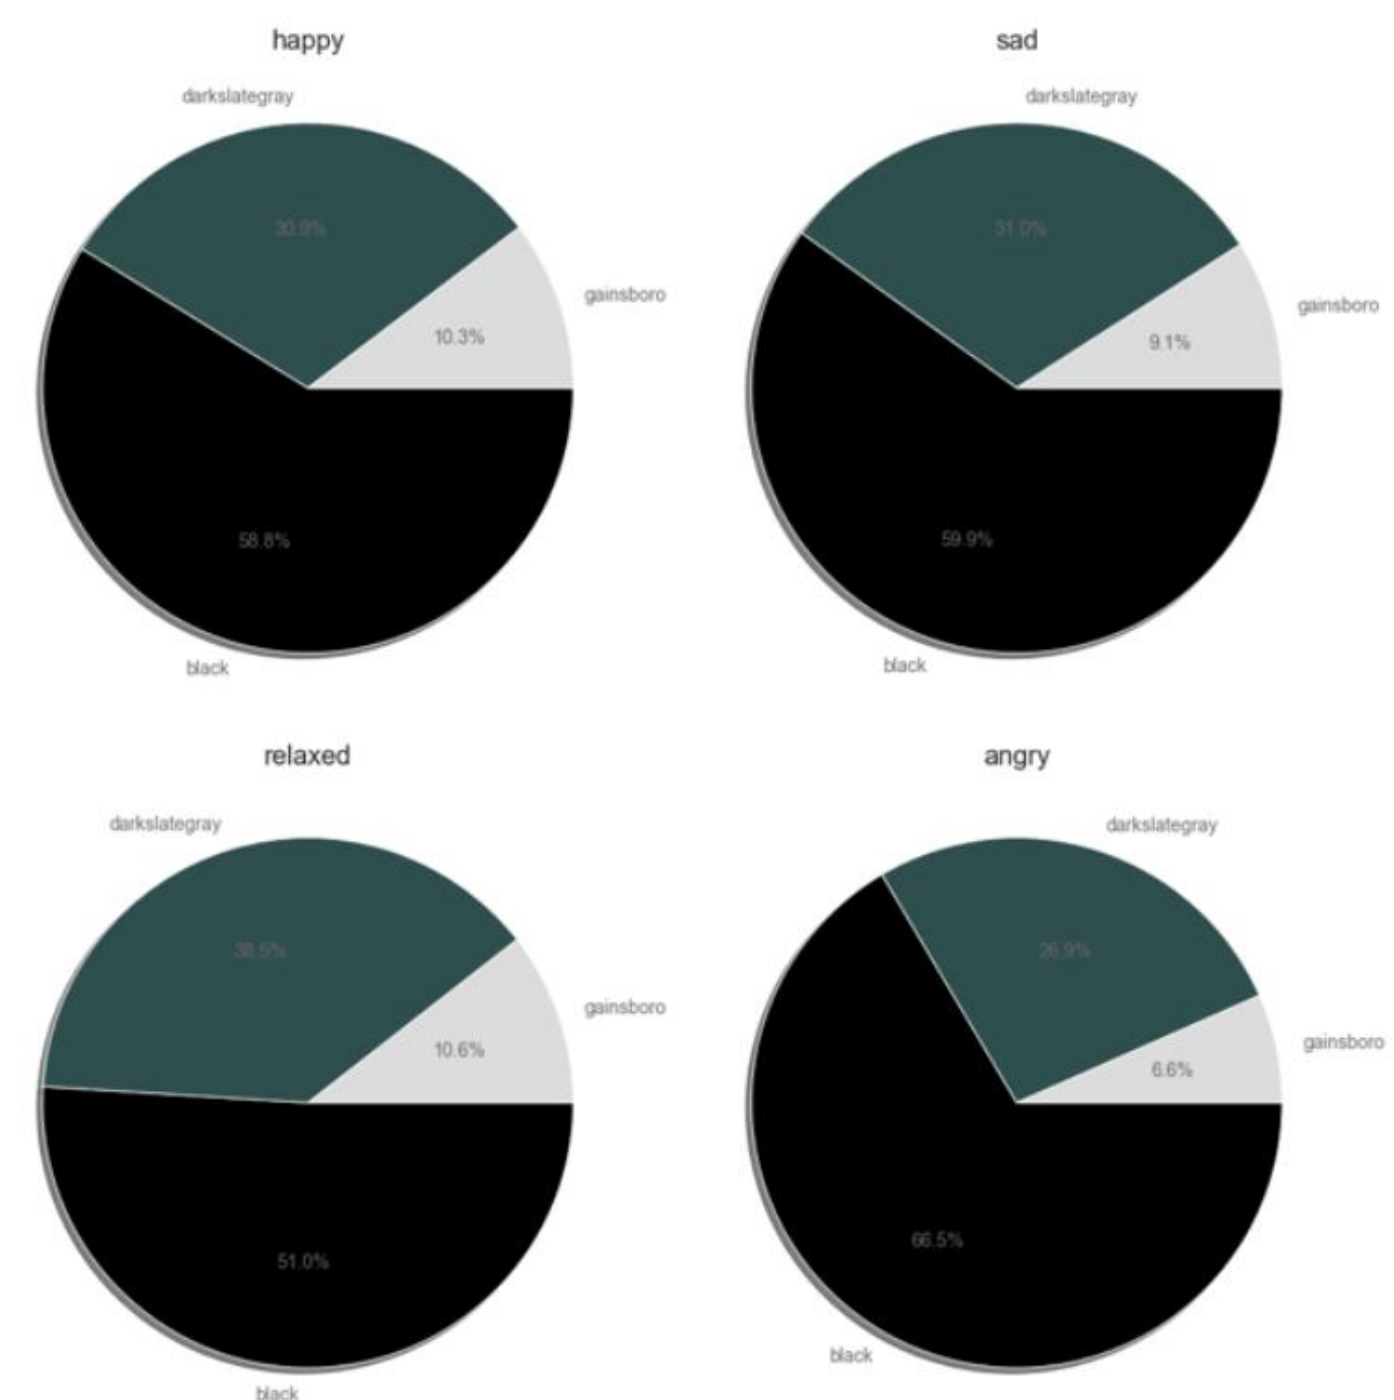 happy
darkslategray
30.9%
gainsboro
10.3%
58.8%
black
sad
darkslategray
31.0%
gainsboro
9.1%
59.9%
black
relaxed
darkslategray
38.5%
gainsboro
10.6%
51.0%
black
angry
darkslategray
26.9%
gainsboro
6.6%
66.5%
black